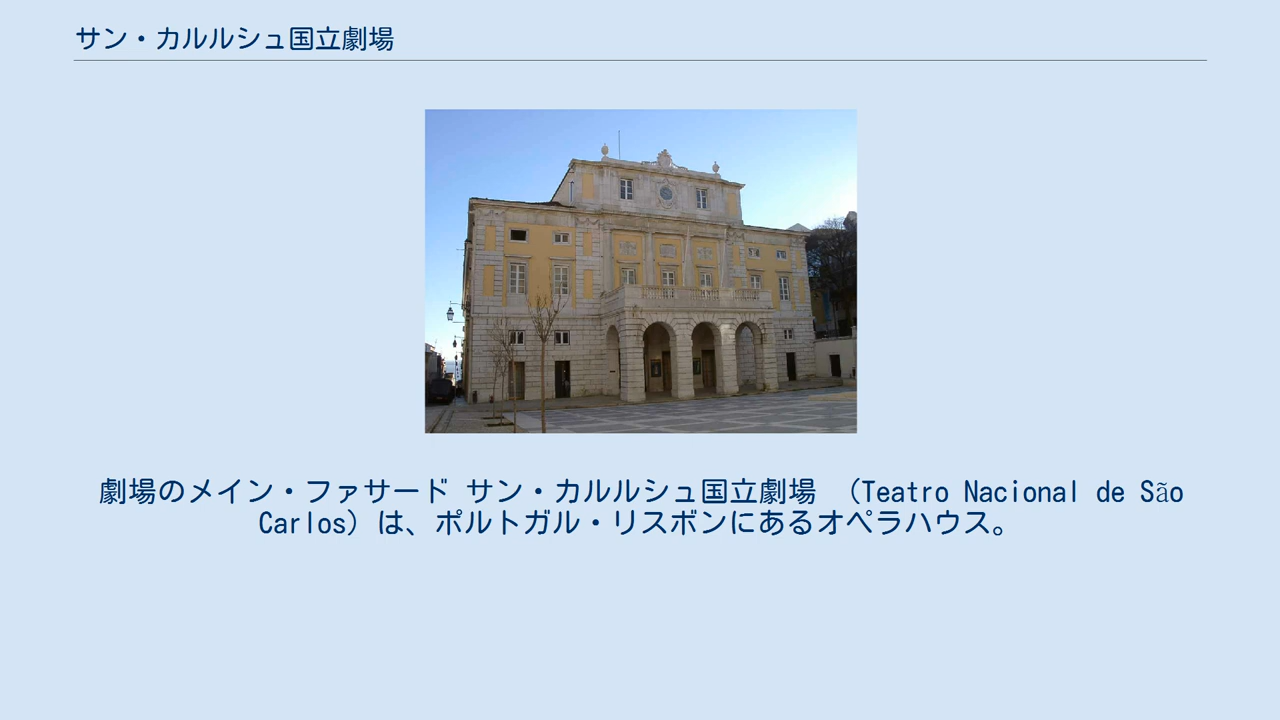 サン・カルルシュ国立劇場
劇場のメイン・ファサード サン・カルルシュ国立劇場 （Teatro Nacional de São
Carlos）は、ポルトガル・リスボンにあるオペラハウス。